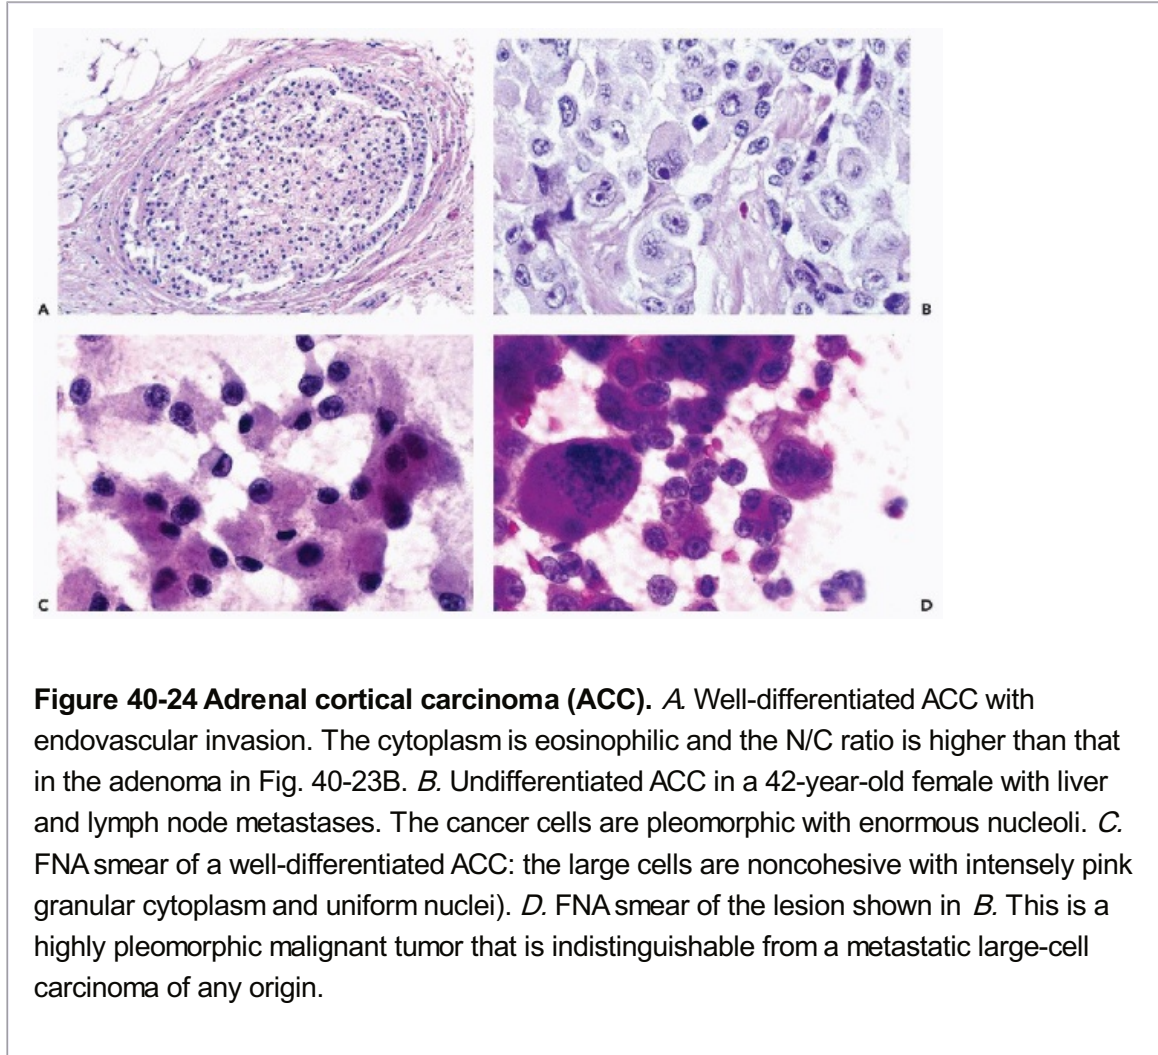 A
B
C
D
Figure 40-24 Adrenal cortical carcinoma (ACC). A. Well-differentiated ACC with
endovascular invasion. The cytoplasm is eosinophilic and the N/C ratio is higher than that
in the adenoma in Fig. 40-23B. B. Undifferentiated ACC in a 42-year-old female with liver
and lymph node metastases. The cancer cells are pleomorphic with enormous nucleoli. C.
FNA smear of a well-differentiated ACC: the large cells are noncohesive with intensely pink
granular cytoplasm and uniform nuclei). D. FNA smear of the lesion shown in B. This is a
highly pleomorphic malignant tumor that is indistinguishable from a metastatic large-cell
carcinoma of any origin.